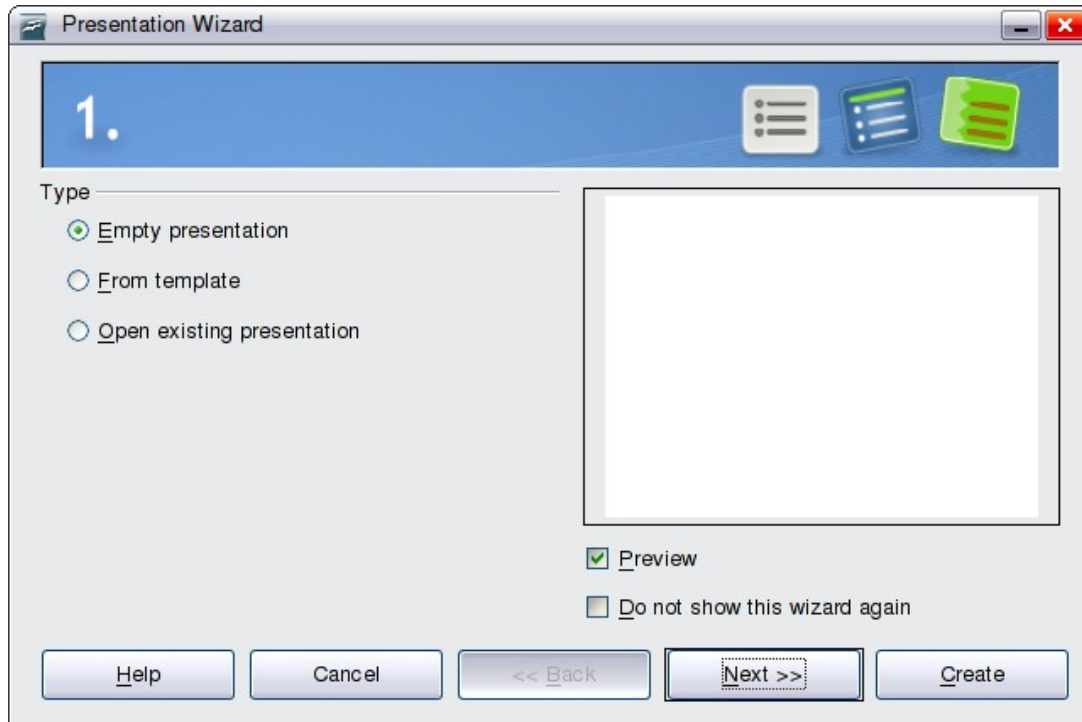 Presentation Wizard
1.
Type
Empty presentation
From template
Open existing presentation
Preview
Do not show this wizard again
Help Cancel << Back Next >> Create